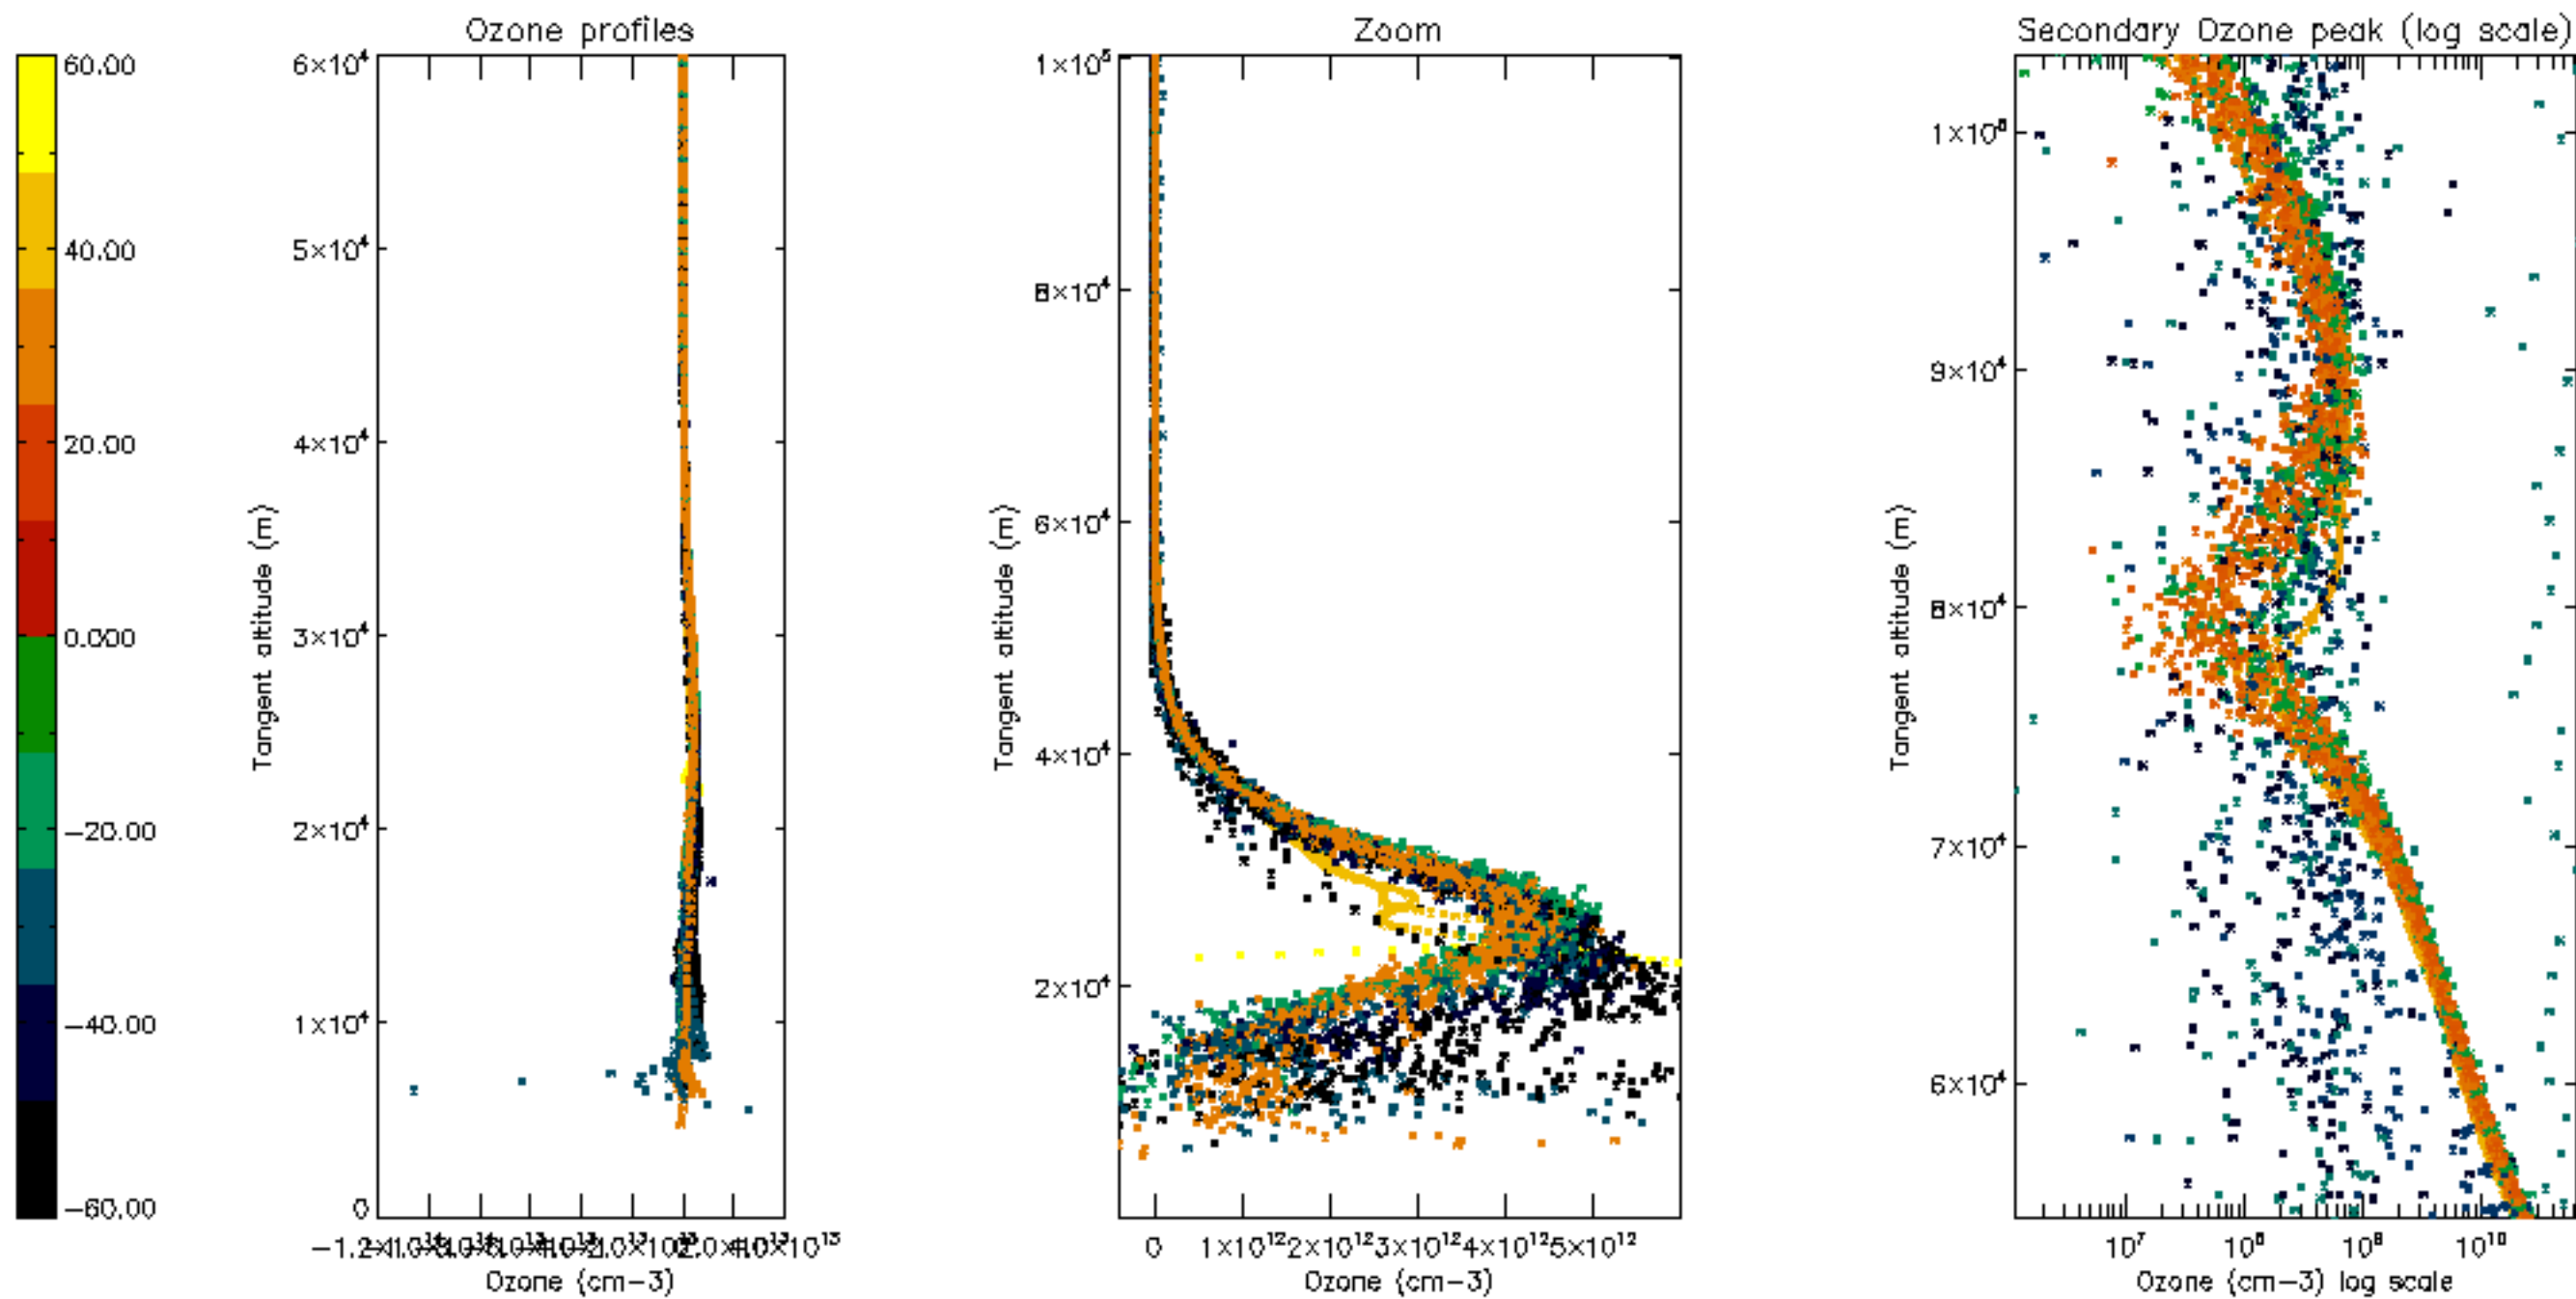 Ozone profiles
Zoom
Secondary Ozone peak (log scale)
60.00
40.00
20.00
0.000
−20.00
−40.00
−60.00
6×10⁴
5×10⁴
4×10⁴
3×10⁴
2×10⁴
1×10⁴
0
Tangent altitude (m)
Ozone (cm−3)
1×10⁵
8×10⁴
6×10⁴
4×10⁴
2×10⁴
Tangent altitude (m)
0 1×10¹² 2×10¹² 3×10¹² 4×10¹² 5×10¹²
Ozone (cm−3)
9×10⁴
8×10⁴
7×10⁴
6×10⁴
Tangent altitude (m)
10⁷ 10⁸ 10⁹ 10¹⁰
Ozone (cm−3) log scale